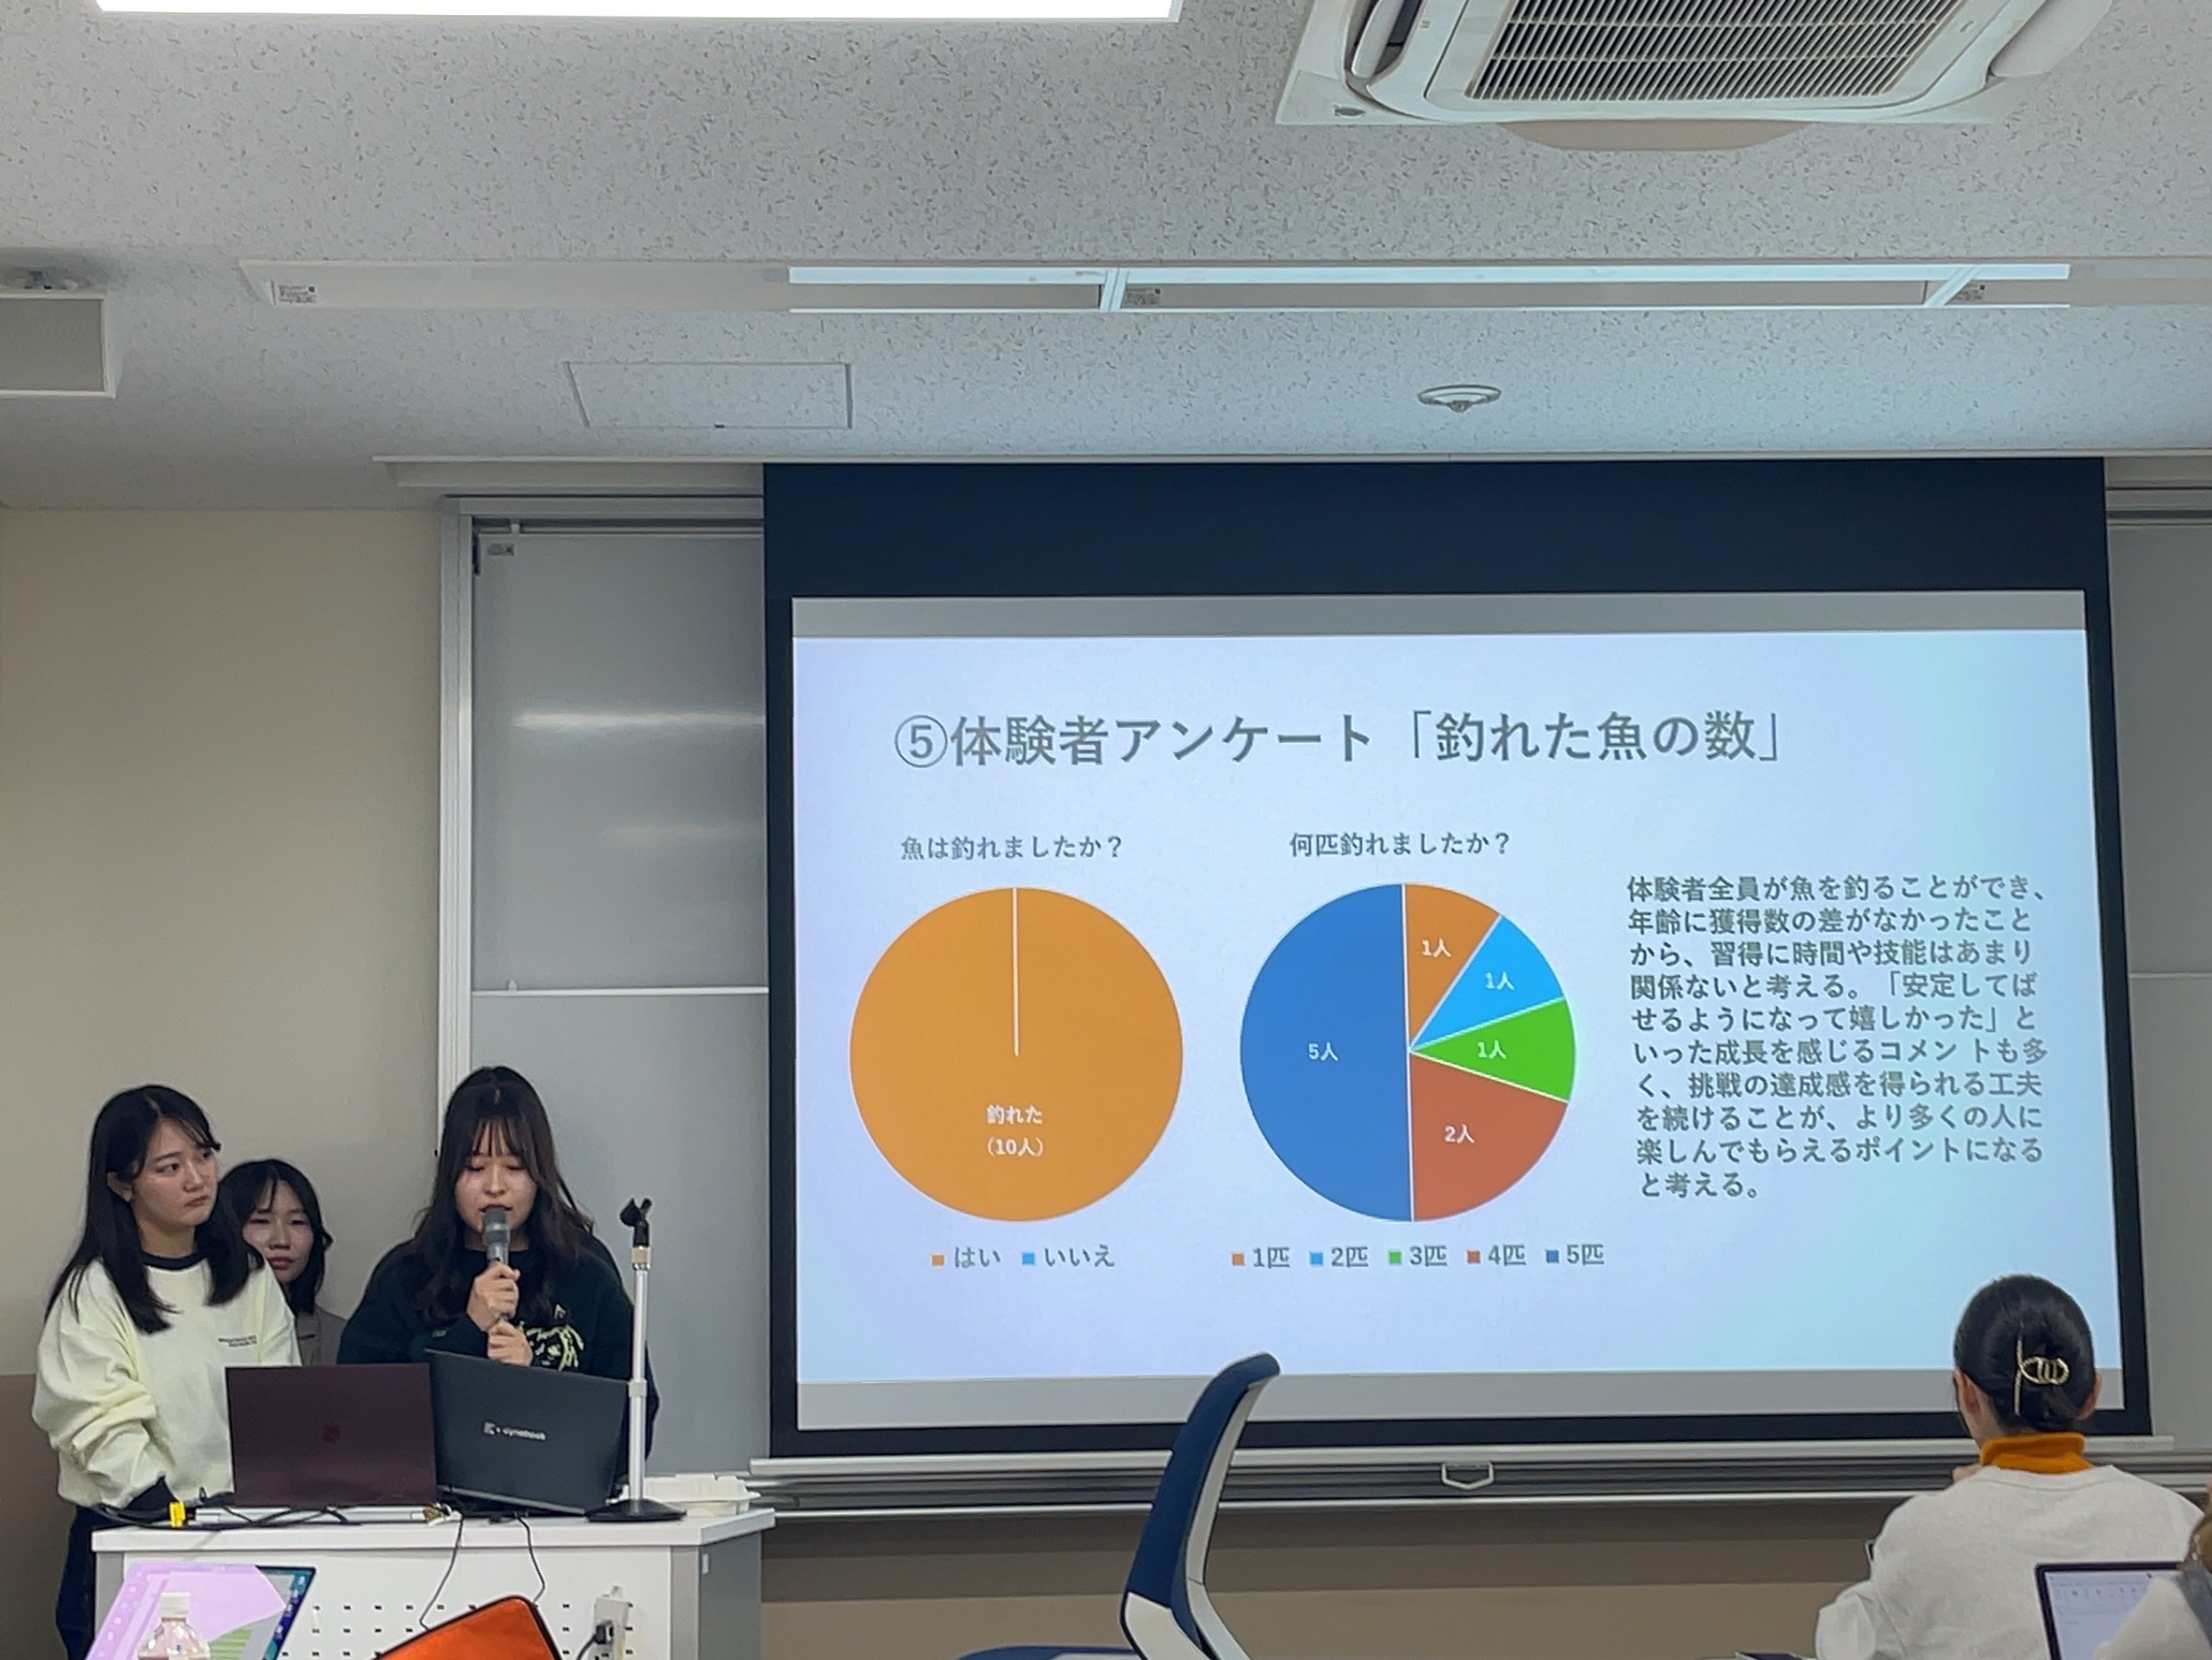 ⑤体験者アンケート「釣れた魚の数」
魚は釣れましたか？
釣れた
（10人）
はい いいえ
何匹釣れましたか？
1人
1人
1人
2人
5人
1匹 2匹 3匹 4匹 5匹
体験者全員が魚を釣ることができ、
年齢に獲得数の差がなかったこと
から、習得に時間や技能はあまり
関係ないと考える。「安定してば
せるようになって嬉しかった」と
いった成長を感じるコメントも多
く、挑戦の達成感を得られる工夫
を続けることが、より多くの人に
楽しんでもらえるポイントになる
と考える。
dynabook